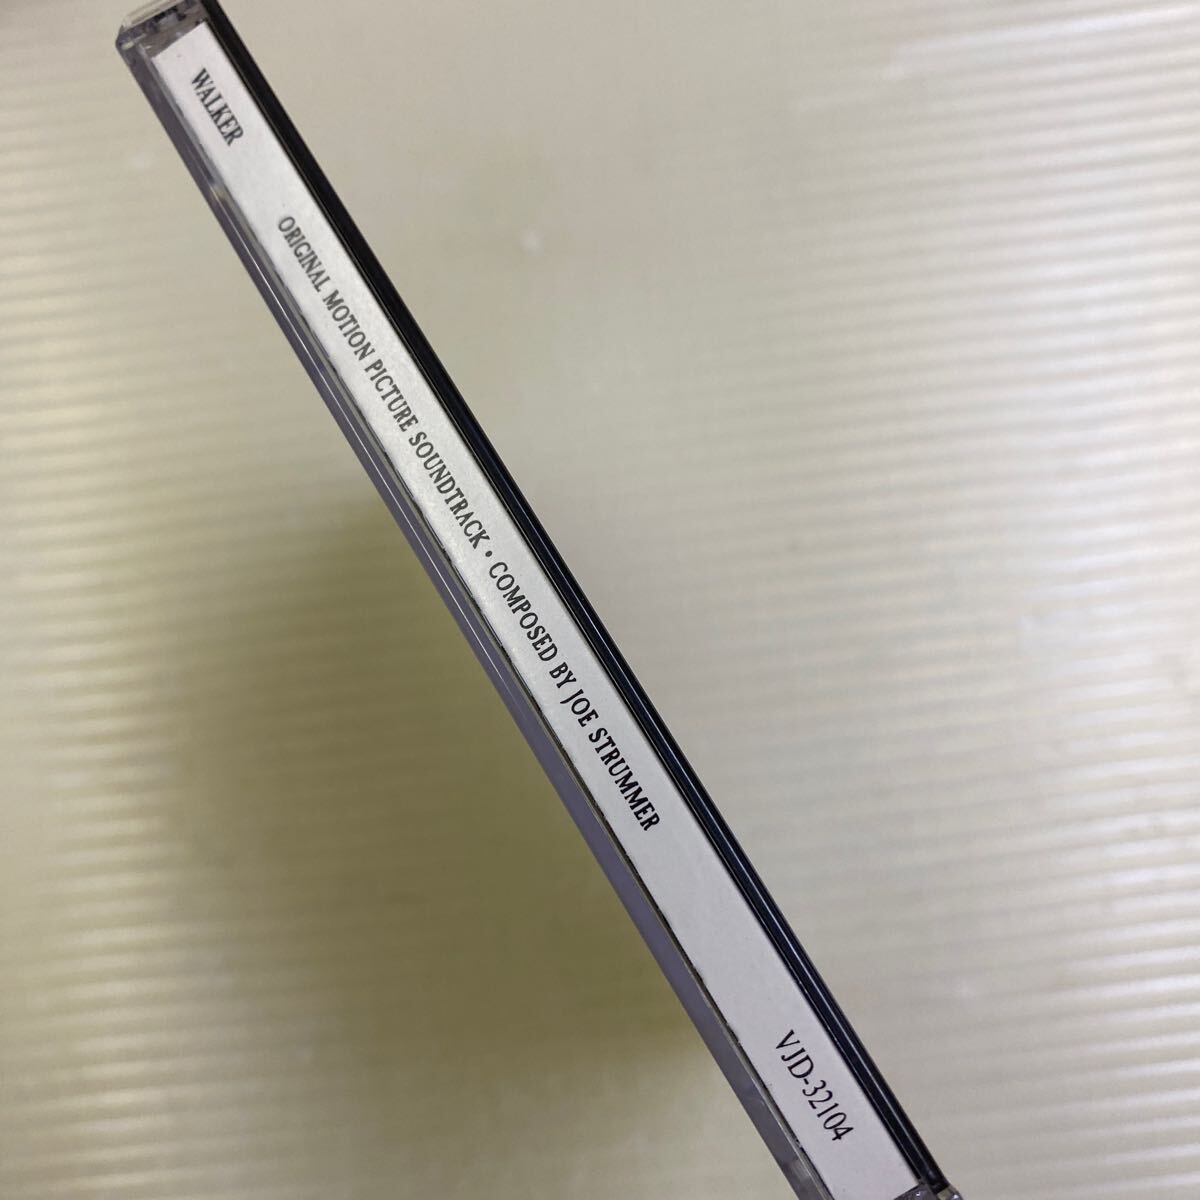 WALKER
ORIGINAL MOTION PICTURE SOUNDTRACK • COMPOSED BY JOE STRUMMER
VJD-32104